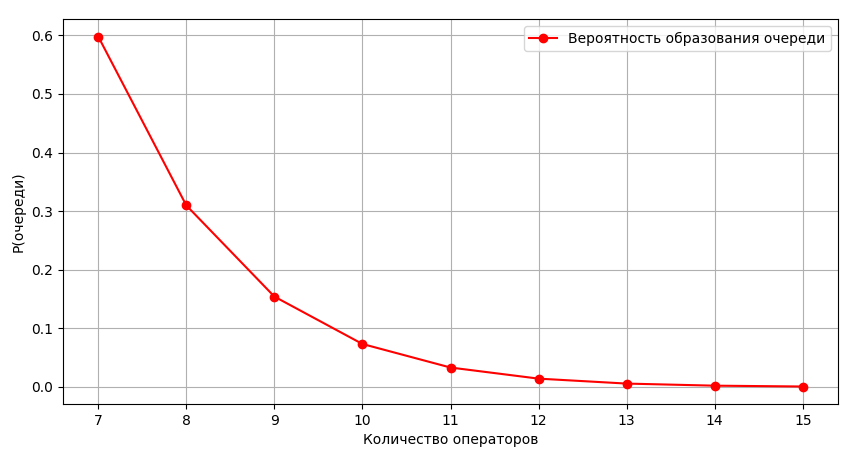 Вероятность образования очереди
P(очереди)
0.6
0.5
0.4
0.3
0.2
0.1
0.0
7 8 9 10 11 12 13 14 15
Количество операторов